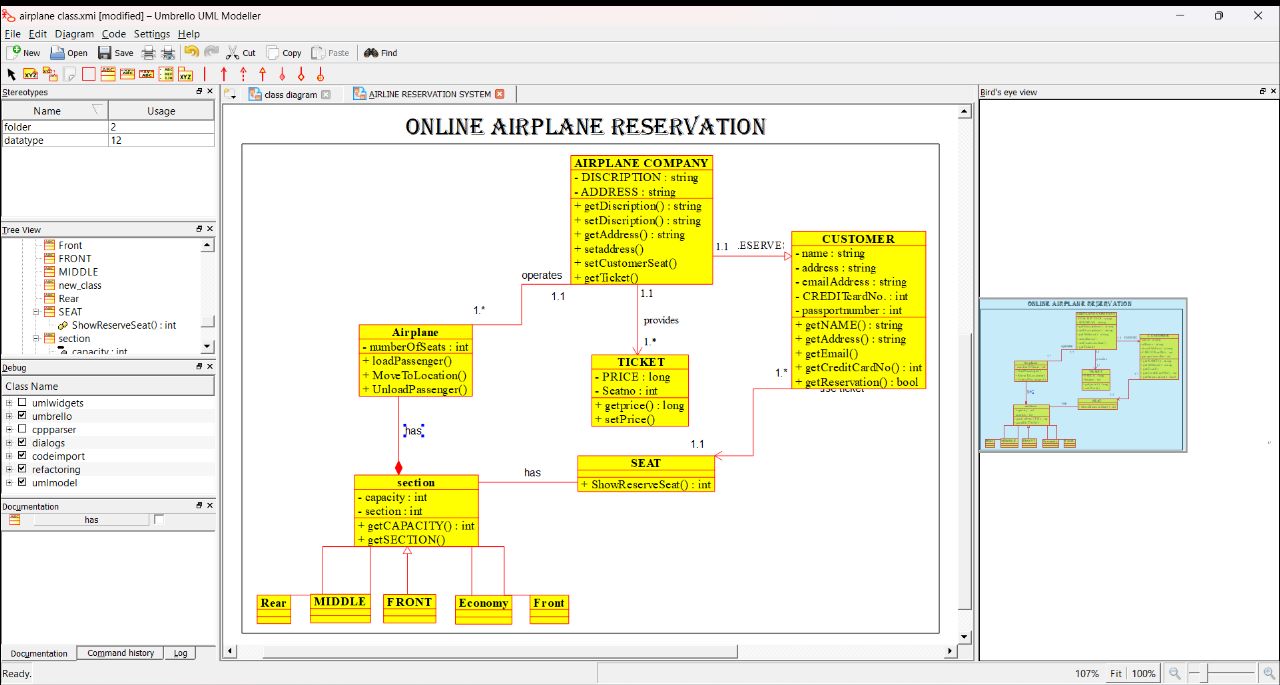 airplane class.xmi [modified] – Umbrello UML Modeller
File Edit Diagram Code Settings Help
New Open Save Cut Copy Paste Find
Stereotypes
Name Usage
folder 2
datatype 12
Tree View
Front
FRONT
MIDDLE
new_class
Rear
SEAT
ShowReserveSeat() : int
section
capacity : int
Debug
Class Name
umlwidgets
umbrello
cppparser
dialogs
codeimport
refactoring
umlmodel
Documentation
has
Documentation Command history Log
Ready.
class diagram AIRLINE RESERVATION SYSTEM
ONLINE AIRPLANE RESERVATION
AIRPLANE COMPANY
- DISCRIPTION : string
- ADDRESS : string
+ getDiscription() : string
+ setDiscription() : string
+ getAddress() : string
+ setaddress()
+ setCustomerSeat()
+ getTicket()
1.1 .ESERVE:
CUSTOMER
- name : string
- address : string
- emailAddress : string
- CREDITcardNo. : int
- passportnumber : int
+ getNAME() : string
+ getAddress() : string
+ getEmail()
+ getCreditCardNo() : int
+ getReservation() : bool
operates
1.1
1.*
1.1
provides
1.*
Airplane
- numberOfSeats : int
+ loadPassenger()
+ MoveToLocation()
+ UnloadPassenger()
TICKET
- PRICE : long
- Seatno : int
+ getprice() : long
+ setPrice()
1.*
has
1.1
SEAT
+ ShowReserveSeat() : int
has
section
- capacity : int
- section : int
+ getCAPACITY() : int
+ getSECTION()
Rear
MIDDLE
FRONT
Economy
Front
Bird's eye view
ONLINE AIRPLANE RESERVATION
107% Fit 100%